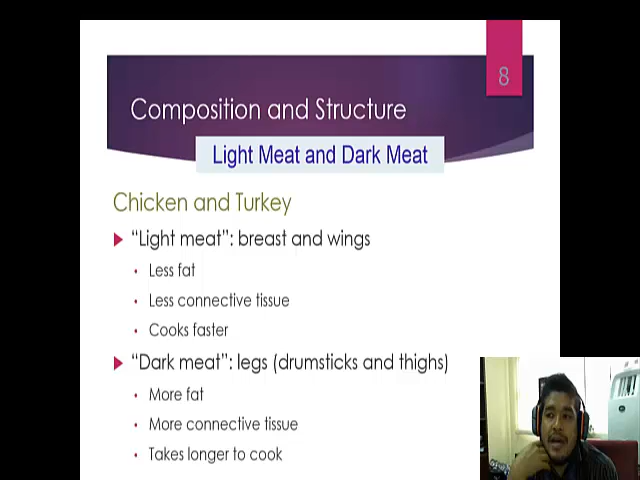 8
Composition and Structure
Light Meat and Dark Meat
Chicken and Turkey
“Light meat”: breast and wings
Less fat
Less connective tissue
Cooks faster
“Dark meat”: legs (drumsticks and thighs)
More fat
More connective tissue
Takes longer to cook